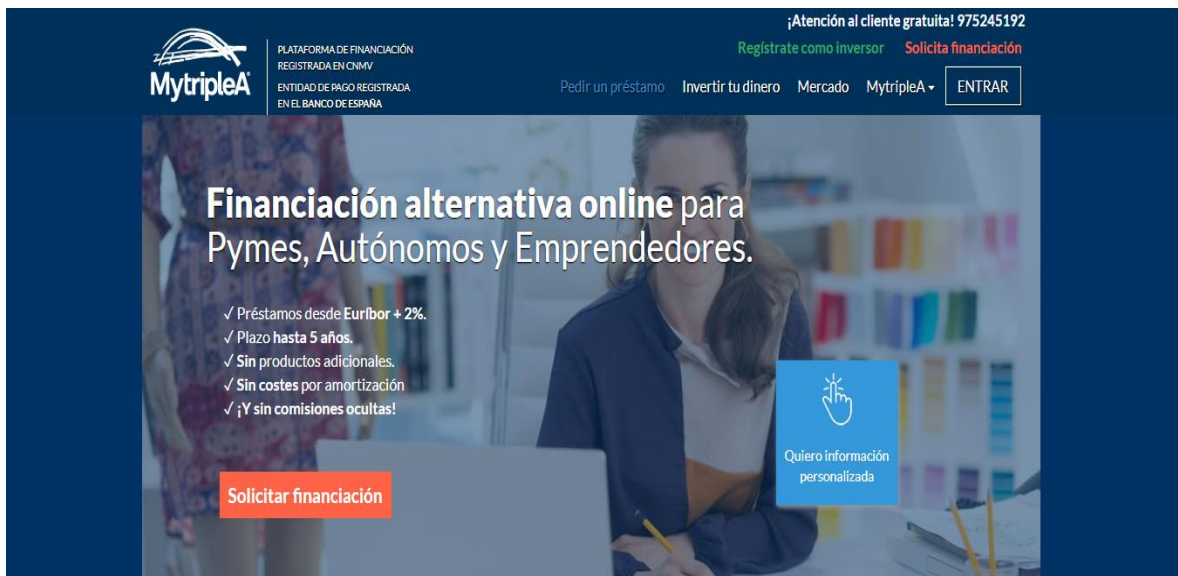 ¡Atención al cliente gratuita! 975245192
MytripleA
PLATAFORMA DE FINANCIACIÓN
REGISTRADA EN CNMV
ENTIDAD DE PAGO REGISTRADA
EN EL BANCO DE ESPAÑA
Regístrate como inversor Solicita financiación
Pedir un préstamo Invertir tu dinero Mercado MytripleA ENTRAR
Financiación alternativa online para
Pymes, Autónomos y Emprendedores.
✓ Préstamos desde Euríbor + 2%.
✓ Plazo hasta 5 años.
✓ Sin productos adicionales.
✓ Sin costes por amortización
✓ ¡Y sin comisiones ocultas!
Quiero información
personalizada
Solicitar financiación